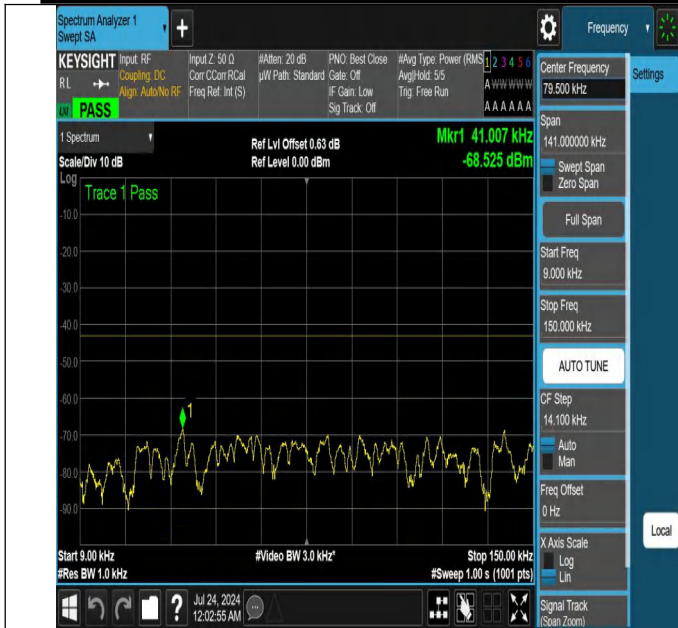 Spectrum Analyzer 1
Swept SA
+
Frequency
KEYSIGHT
RL
PASS
Input: RF
Coupling: DC
Align: Auto/No RF
Input Z: 50 Ω
Corr CCorr RCal
Freq Ref: Int (S)
#Atten: 20 dB
µW Path: Standard
PNO: Best Close
Gate: Off
IF Gain: Low
Sig Track: Off
#Avg Type: Power (RMS
Avg|Hold: 5/5
Trig: Free Run
1 2 3 4 5 6
A W W W W W
A A A A A A
1 Spectrum
Scale/Div 10 dB
Ref Lvl Offset 0.63 dB
Ref Level 0.00 dBm
Mkr1 41.007 kHz
-68.525 dBm
Log
Trace 1 Pass
-10.0
-20.0
-30.0
-40.0
-50.0
-60.0
-70.0
-80.0
-90.0
1
Start 9.00 kHz
#Res BW 1.0 kHz
#Video BW 3.0 kHz*
Stop 150.00 kHz
#Sweep 1.00 s (1001 pts)
Center Frequency
79.500 kHz
Settings
Span
141.000000 kHz
Swept Span
Zero Span
Full Span
Start Freq
9.000 kHz
Stop Freq
150.000 kHz
AUTO TUNE
CF Step
14.100 kHz
Auto
Man
Freq Offset
0 Hz
Local
X Axis Scale
Log
Lin
Signal Track
(Span Zoom)
?
Jul 24, 2024
12:02:55 AM